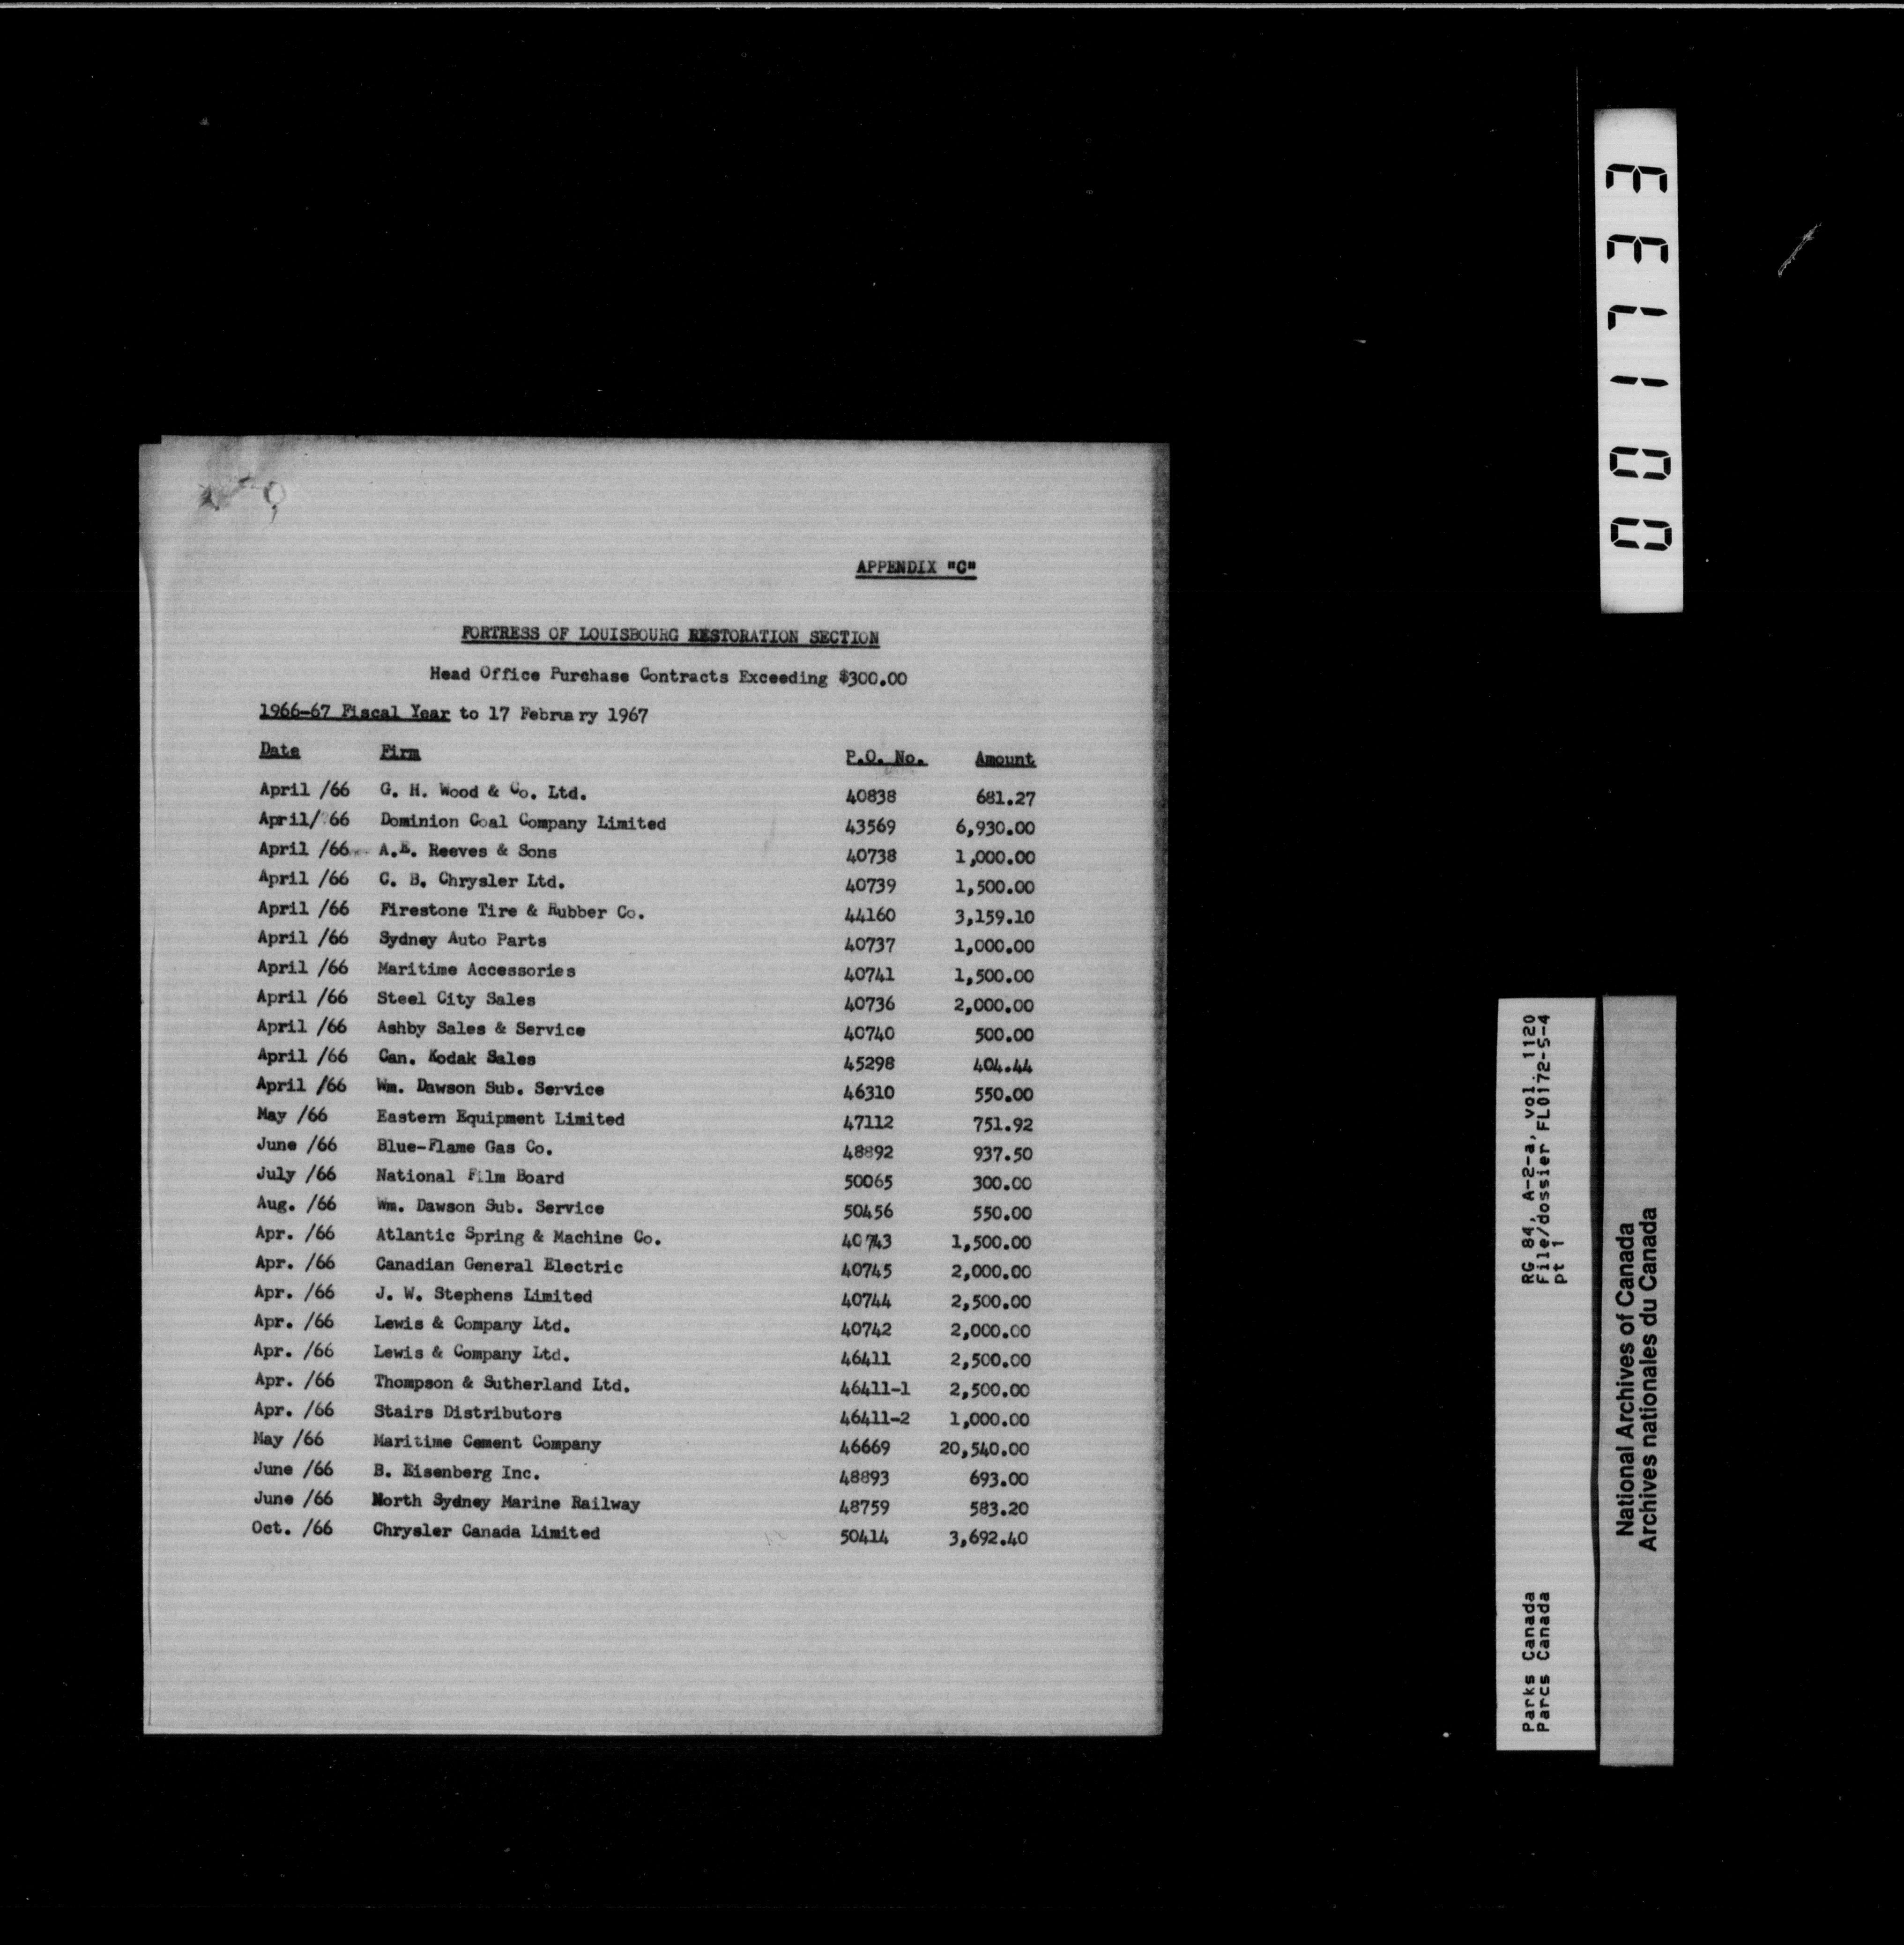 APPENDIX "C"
FORTRESS OF LOUISBOURG RESTORATION SECTION
Head Office Purchase Contracts Exceeding $300.00
1966-67 Fiscal Year to 17 February 1967
Date Firm P.O. No. Amount
April /66 G. H. Wood & Co. Ltd. 40838 681.27
April/ 66 Dominion Coal Company Limited 43569 6,930.00
April /66 A.E. Reeves & Sons 40738 1,000.00
April /66 C. B. Chrysler Ltd. 40739 1,500.00
April /66 Firestone Tire & Rubber Co. 44160 3,159.10
April /66 Sydney Auto Parts 40737 1,000.00
April /66 Maritime Accessories 40741 1,500.00
April /66 Steel City Sales 40736 2,000.00
April /66 Ashby Sales & Service 40740 500.00
April /66 Can. Kodak Sales 45298 404.44
April /66 Wm. Dawson Sub. Service 46310 550.00
May /66 Eastern Equipment Limited 47112 751.92
June /66 Blue-Flame Gas Co. 48892 937.50
July /66 National Film Board 50065 300.00
Aug. /66 Wm. Dawson Sub. Service 50456 550.00
Apr. /66 Atlantic Spring & Machine Co. 40743 1,500.00
Apr. /66 Canadian General Electric 40745 2,000.00
Apr. /66 J. W. Stephens Limited 40744 2,500.00
Apr. /66 Lewis & Company Ltd. 40742 2,000.00
Apr. /66 Lewis & Company Ltd. 46411 2,500.00
Apr. /66 Thompson & Sutherland Ltd. 46411-1 2,500.00
Apr. /66 Stairs Distributors 46411-2 1,000.00
May /66 Maritime Cement Company 46669 20,540.00
June /66 B. Eisenberg Inc. 48893 693.00
June /66 North Sydney Marine Railway 48759 583.20
Oct. /66 Chrysler Canada Limited 50414 3,692.40
001733
RG 84, A-2-a, vol. 1120
File/dossier FL0172-5-4
pt 1
Parks Canada
Parcs Canada
National Archives of Canada
Archives nationales du Canada